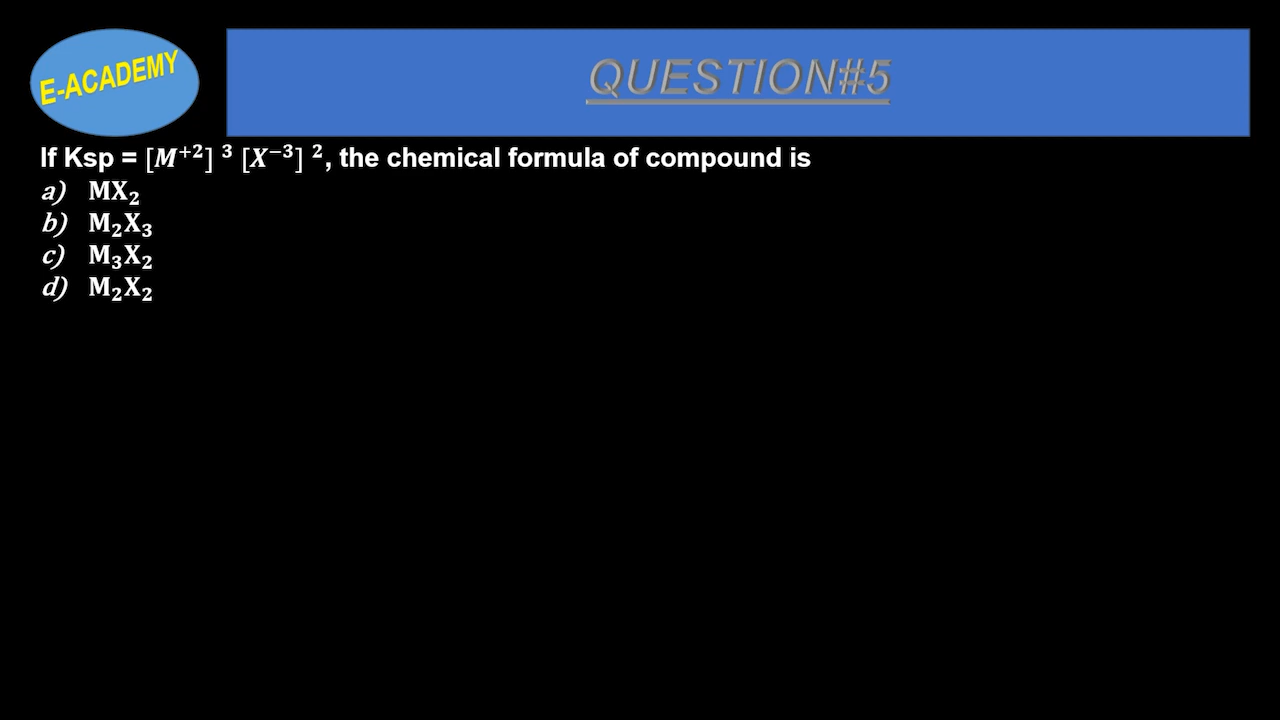 E-ACADEMY
QUESTION#5
If Ksp = [M⁺²] ³ [X⁻³] ², the chemical formula of compound is
a) MX₂
b) M₂X₃
c) M₃X₂
d) M₂X₂